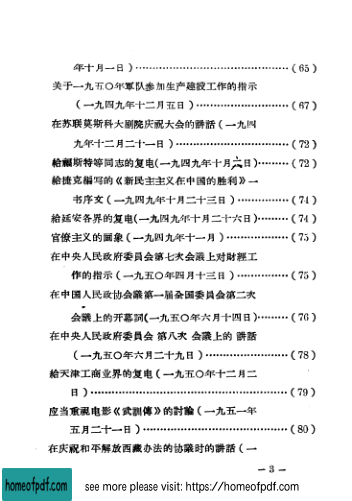 年十月一日）……………………………（65）
关于一九五〇年軍队参加生产建設工作的指示
（一九四九年十二月五日）………………（67）
在苏联莫斯科大剧院庆祝大会的講話（一九四
九年十二月二十一日）……………………（72）
給福斯特等同志的复电(一九四九年十月六日)………（72）
給捷克編写的《新民主主义在中国的胜利》一
书序文（一九四九年十月二十三日）…………（74）
給延安各界的复电(一九四九年十月二十六日)………（74）
官僚主义的圖象（一九四九年十一月）…………（75）
在中央人民政府委員会第七次会議上对財經工
作的指示（一九五〇年四月十三日）…………（75）
在中国人民政协会議第一届全国委員会第二次
会議上的开幕詞(一九五〇年六月十四日)………（76）
在中央人民政府委員会 第八次 会議上的 講話
（一九五〇年六月二十九日）………………（78）
給天津工商业界的复电（一九五〇年十二月二
日）……………………………………（79）
应当重視电影《武訓傳》的討論（一九五一年
五月二十一日）…………………………（80）
在庆祝和平解放西藏办法的协議时的講話（一
—3—
homeofpdf.com
see more please visit: https://homeofpdf.com